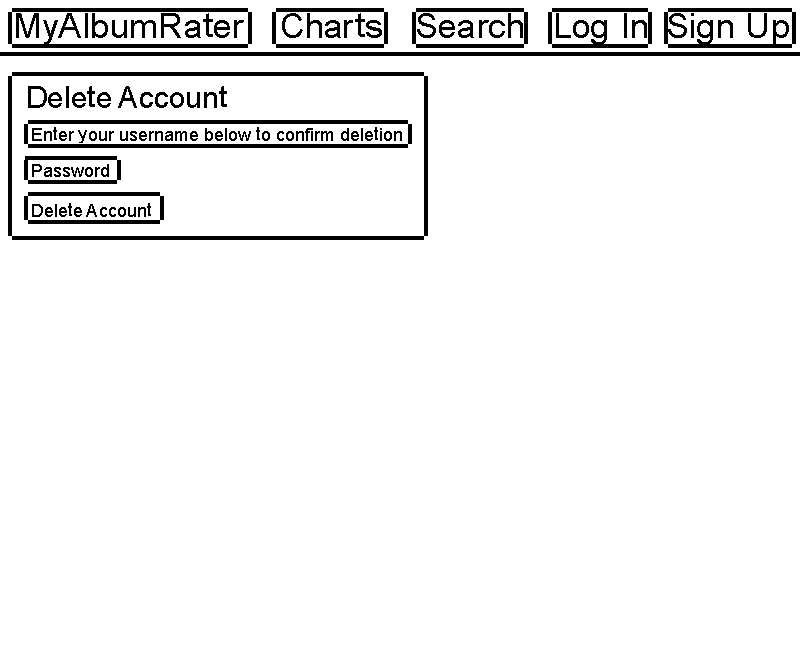 MyAlbumRater Charts Search Log In Sign Up
Delete Account
Enter your username below to confirm deletion
Password
Delete Account